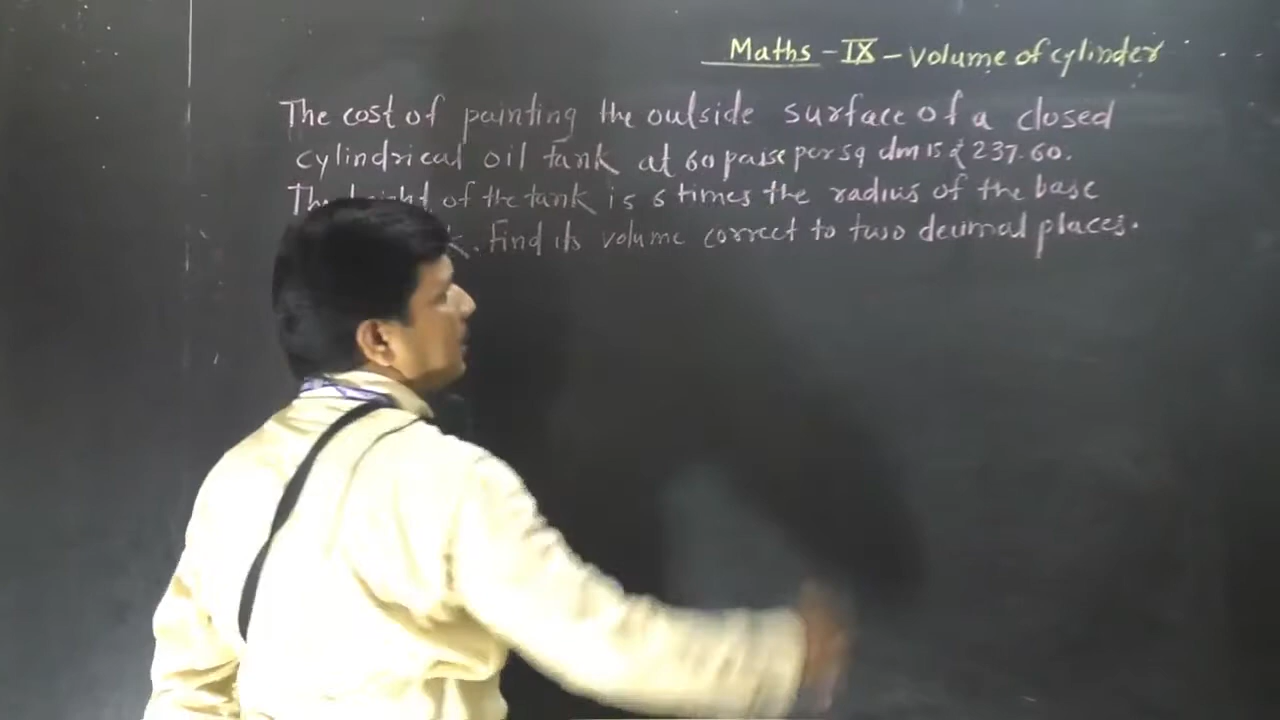 Maths - IX - Volume of cylinder
The cost of painting the outside surface of a closed
cylindrical oil tank at 60 paise per sq dm is ₹ 237.60.
The height of the tank is 6 times the radius of the base
. Find its volume correct to two decimal places.